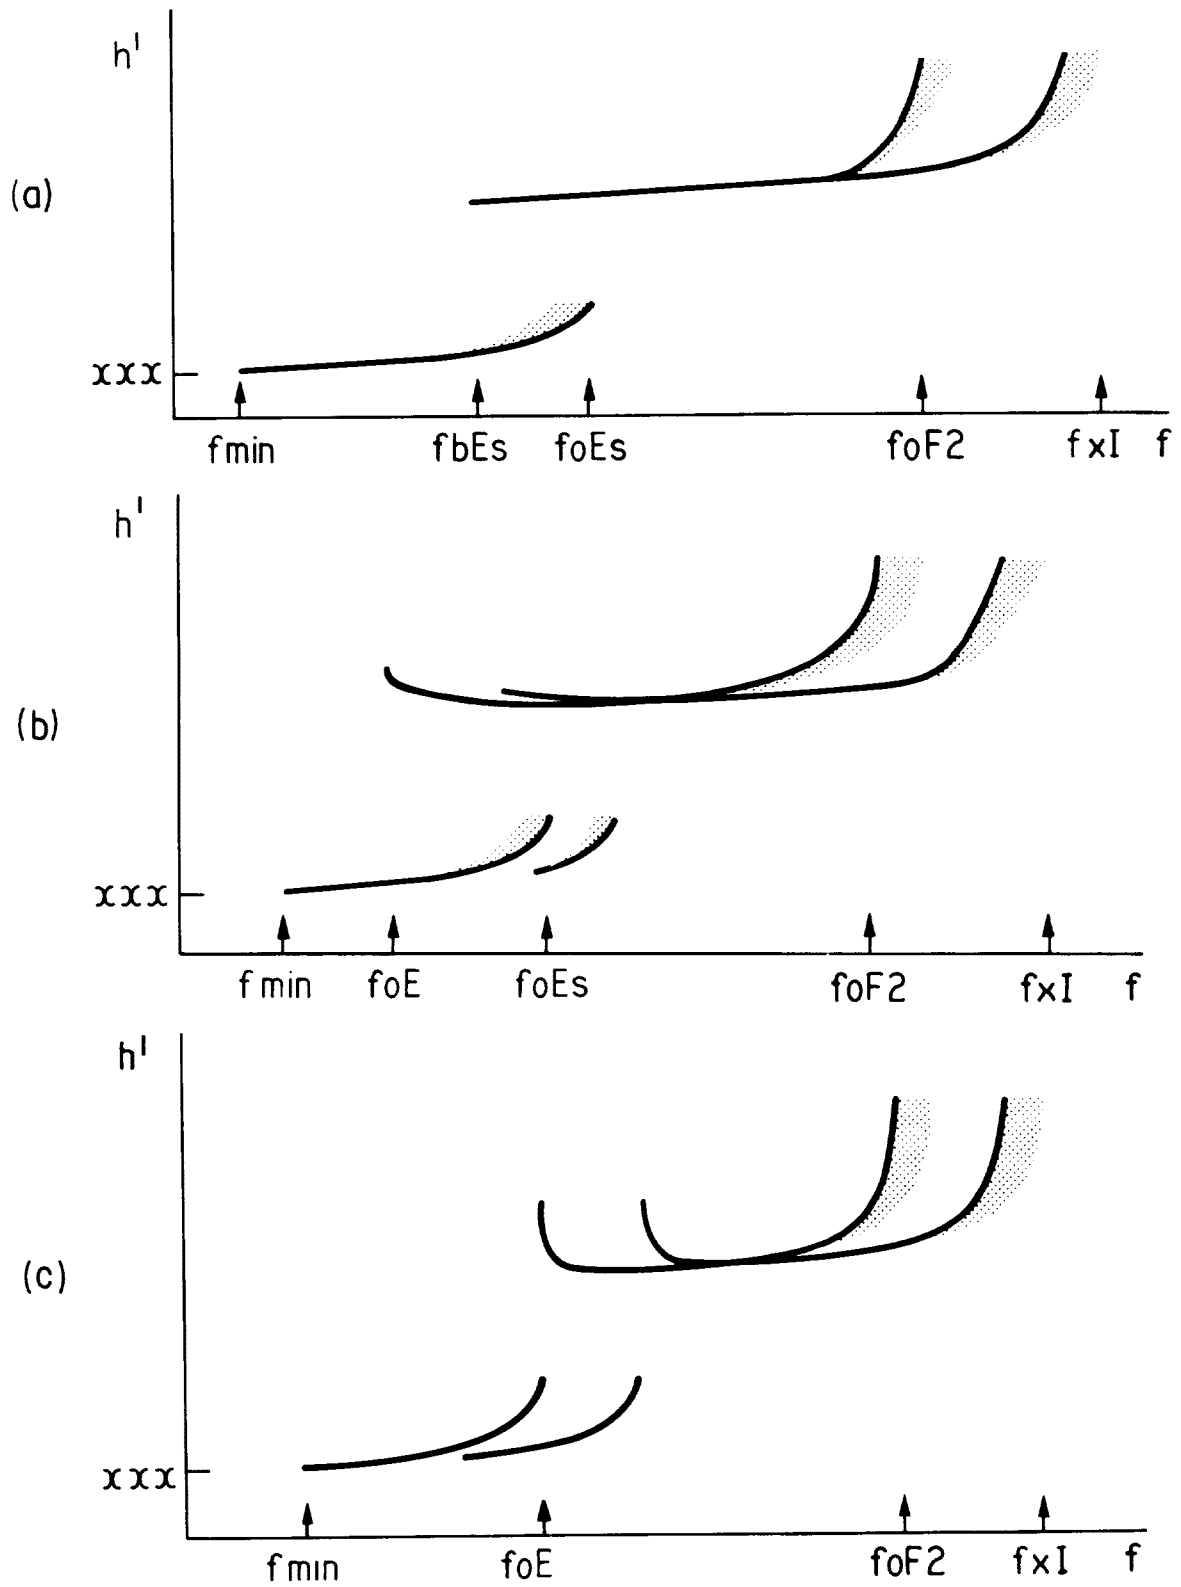 h'
(a)
xxx
fmin fbEs foEs foF2 fxI f
h'
(b)
xxx
fmin foE foEs foF2 fxI f
h'
(c)
xxx
fmin foE foF2 fxI f